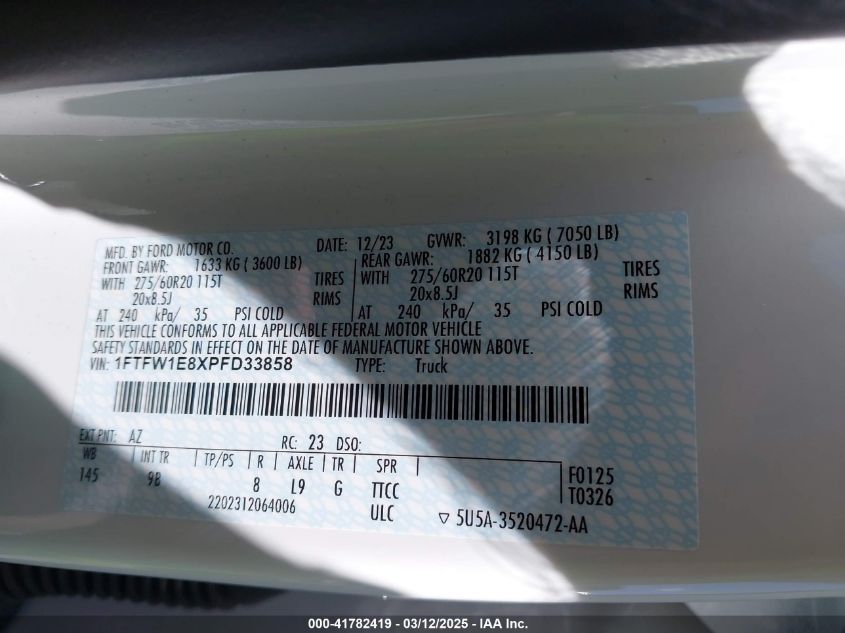 MFD. BY FORD MOTOR CO. DATE: 12/23 GVWR: 3198 KG ( 7050 LB)
FRONT GAWR: 1633 KG ( 3600 LB) REAR GAWR: 1882 KG ( 4150 LB)
WITH 275/60R20 115T TIRES WITH 275/60R20 115T TIRES
20x8.5J RIMS 20x8.5J RIMS
AT 240 kPa/ 35 PSI COLD AT 240 kPa/ 35 PSI COLD
THIS VEHICLE CONFORMS TO ALL APPLICABLE FEDERAL MOTOR VEHICLE
SAFETY STANDARDS IN EFFECT ON THE DATE OF MANUFACTURE SHOWN ABOVE.
VIN: 1FTFW1E8XPFD33858 TYPE: Truck
EXT PNT: AZ RC: 23 DSO:
WB INT TR TP/PS R AXLE TR SPR F0125
145 9B 8 L9 G TTCC T0326
2202312064006 ULC ▽ 5U5A-3520472-AA
000-41782419 - 03/12/2025 - IAA Inc.